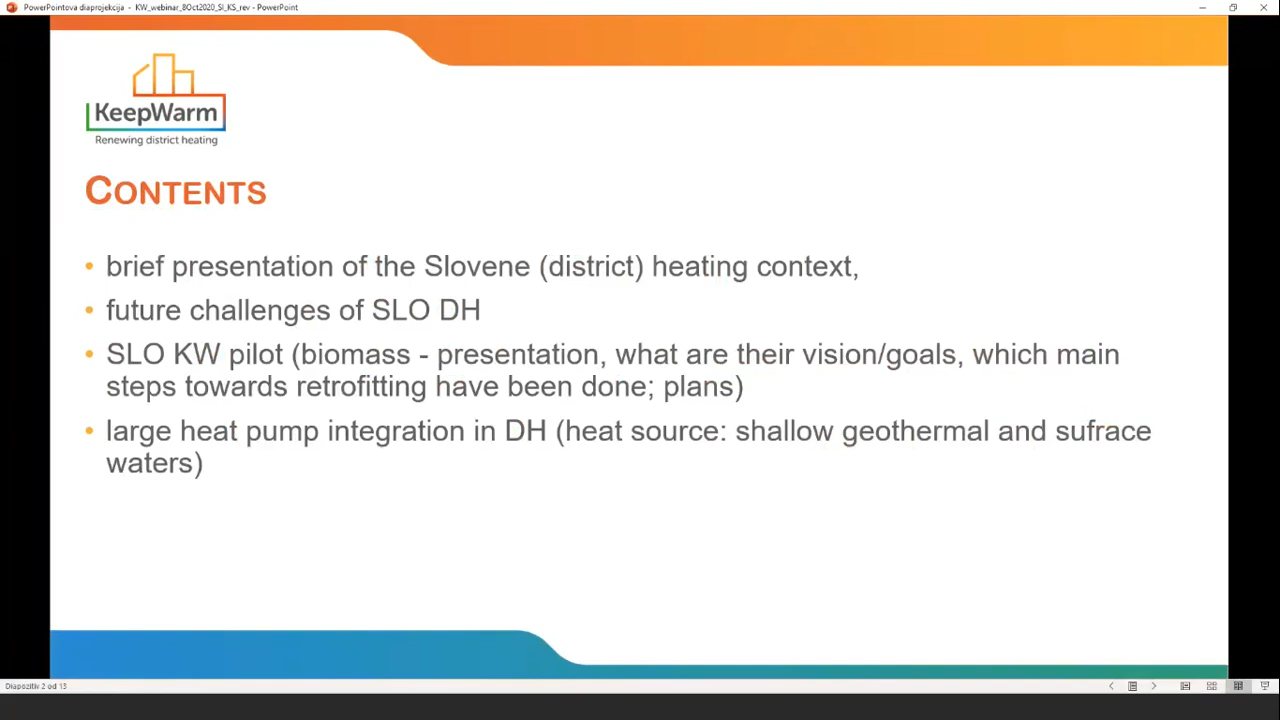 PowerPointova diaprojekcija - KW_webinar_8Oct2020_SI_KS_rev - PowerPoint
KeepWarm
Renewing district heating
CONTENTS
• brief presentation of the Slovene (district) heating context,
• future challenges of SLO DH
• SLO KW pilot (biomass - presentation, what are their vision/goals, which main
steps towards retrofitting have been done; plans)
• large heat pump integration in DH (heat source: shallow geothermal and sufrace
waters)
Diapozitiv 2 od 13